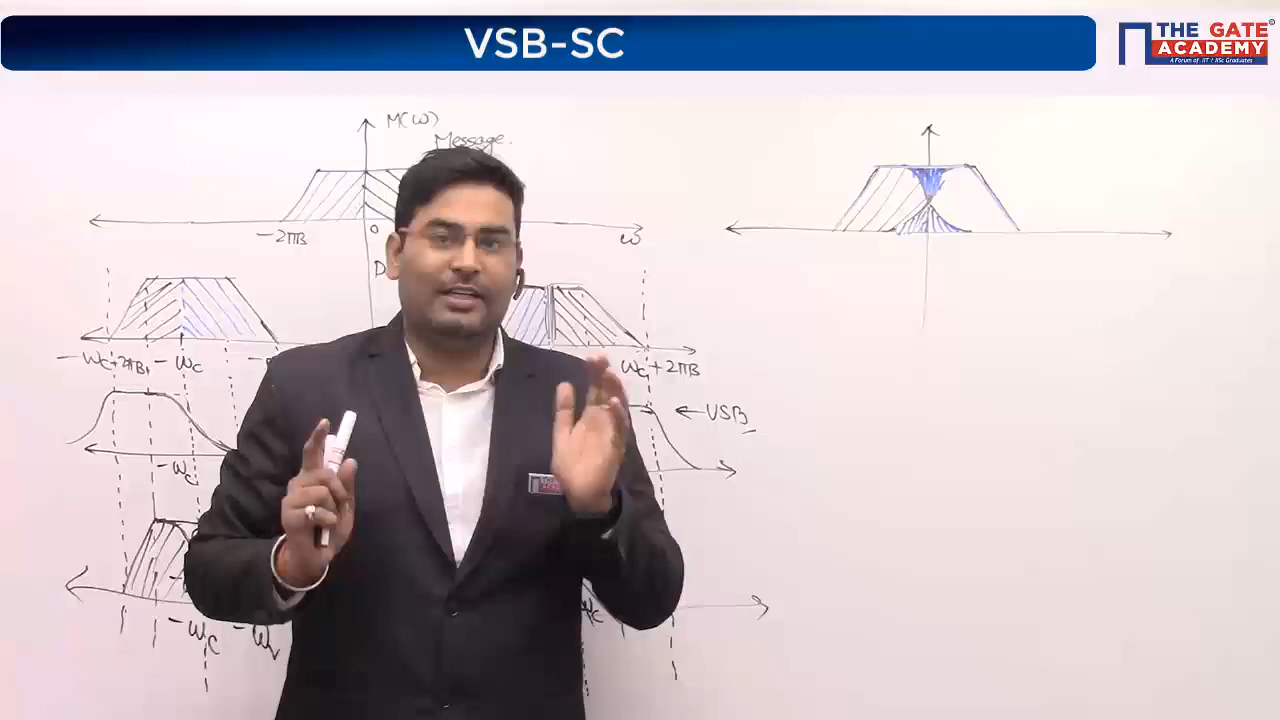 VSB-SC
THE GATE
ACADEMY
A Forum of IIT / IISc Graduates
M(ω)
Message.
-2πB
0
ω
D
-ωc+2πB
-ωc
ωc+2πB
←VSB
-ωc
-ωc